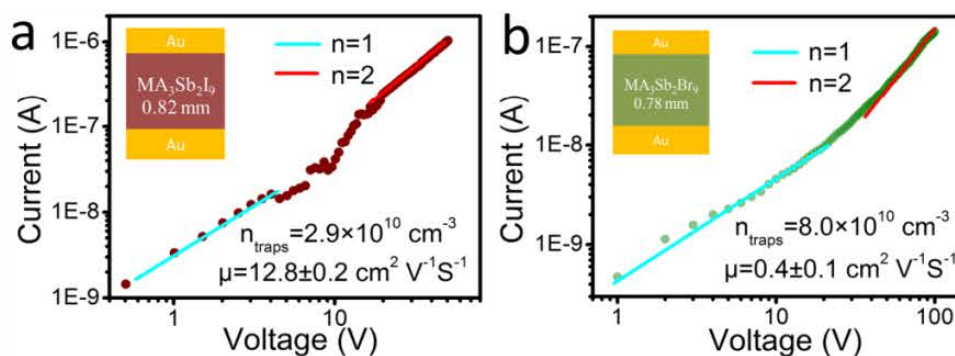 a
Au
MA₃Sb₂I₉
0.82 mm
Au
n=1
n=2
n_traps=2.9×10¹⁰ cm⁻³
μ=12.8±0.2 cm² V⁻¹S⁻¹
1E-6
1E-7
1E-8
1E-9
Current (A)
1
10
Voltage (V)
b
Au
MA₃Sb₂Br₉
0.78 mm
Au
n=1
n=2
n_traps=8.0×10¹⁰ cm⁻³
μ=0.4±0.1 cm² V⁻¹S⁻¹
1E-7
1E-8
1E-9
Current (A)
1
10
100
Voltage (V)